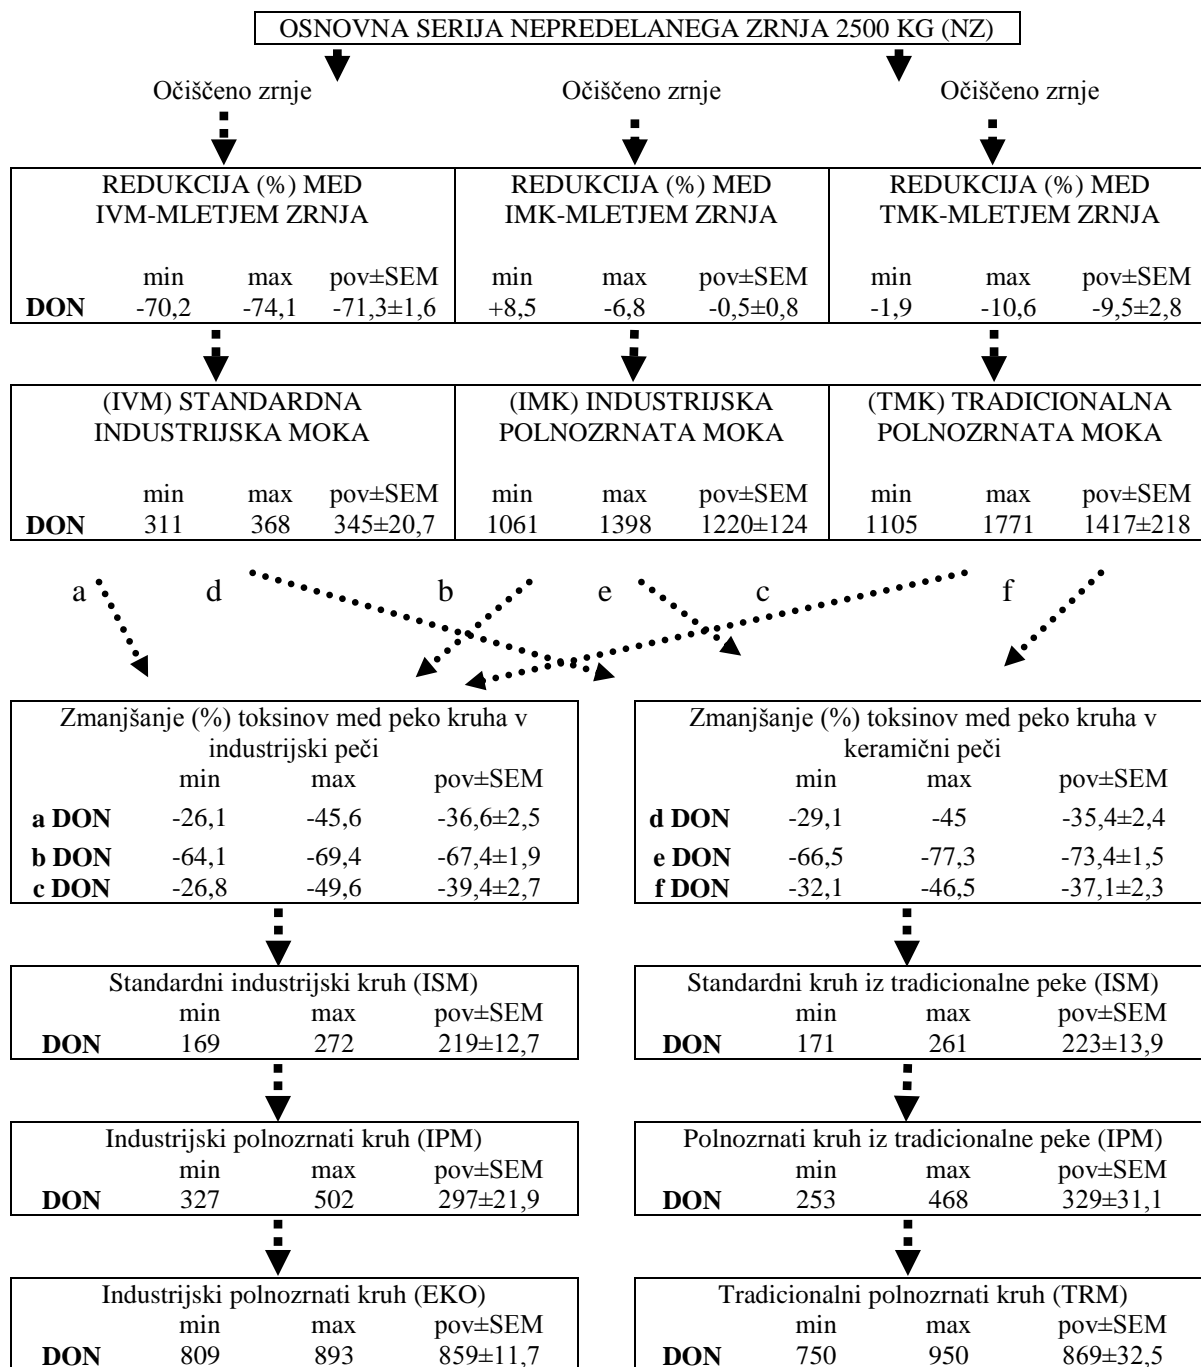 OSNOVNA SERIJA NEPREDELANEGA ZRNJA 2500 KG (NZ)
Očiščeno zrnje Očiščeno zrnje Očiščeno zrnje
REDUKCIJA (%) MED
IVM-MLETJEM ZRNJA
min max pov±SEM
DON -70,2 -74,1 -71,3±1,6
REDUKCIJA (%) MED
IMK-MLETJEM ZRNJA
min max pov±SEM
+8,5 -6,8 -0,5±0,8
REDUKCIJA (%) MED
TMK-MLETJEM ZRNJA
min max pov±SEM
-1,9 -10,6 -9,5±2,8
(IVM) STANDARDNA
INDUSTRIJSKA MOKA
min max pov±SEM
DON 311 368 345±20,7
(IMK) INDUSTRIJSKA
POLNOZRNATA MOKA
min max pov±SEM
1061 1398 1220±124
(TMK) TRADICIONALNA
POLNOZRNATA MOKA
min max pov±SEM
1105 1771 1417±218
a d b e c f
Zmanjšanje (%) toksinov med peko kruha v
industrijski peči
min max pov±SEM
a DON -26,1 -45,6 -36,6±2,5
b DON -64,1 -69,4 -67,4±1,9
c DON -26,8 -49,6 -39,4±2,7
Zmanjšanje (%) toksinov med peko kruha v
keramični peči
min max pov±SEM
d DON -29,1 -45 -35,4±2,4
e DON -66,5 -77,3 -73,4±1,5
f DON -32,1 -46,5 -37,1±2,3
Standardni industrijski kruh (ISM)
min max pov±SEM
DON 169 272 219±12,7
Standardni kruh iz tradicionalne peke (ISM)
min max pov±SEM
DON 171 261 223±13,9
Industrijski polnozrnati kruh (IPM)
min max pov±SEM
DON 327 502 297±21,9
Polnozrnati kruh iz tradicionalne peke (IPM)
min max pov±SEM
DON 253 468 329±31,1
Industrijski polnozrnati kruh (EKO)
min max pov±SEM
DON 809 893 859±11,7
Tradicionalni polnozrnati kruh (TRM)
min max pov±SEM
DON 750 950 869±32,5